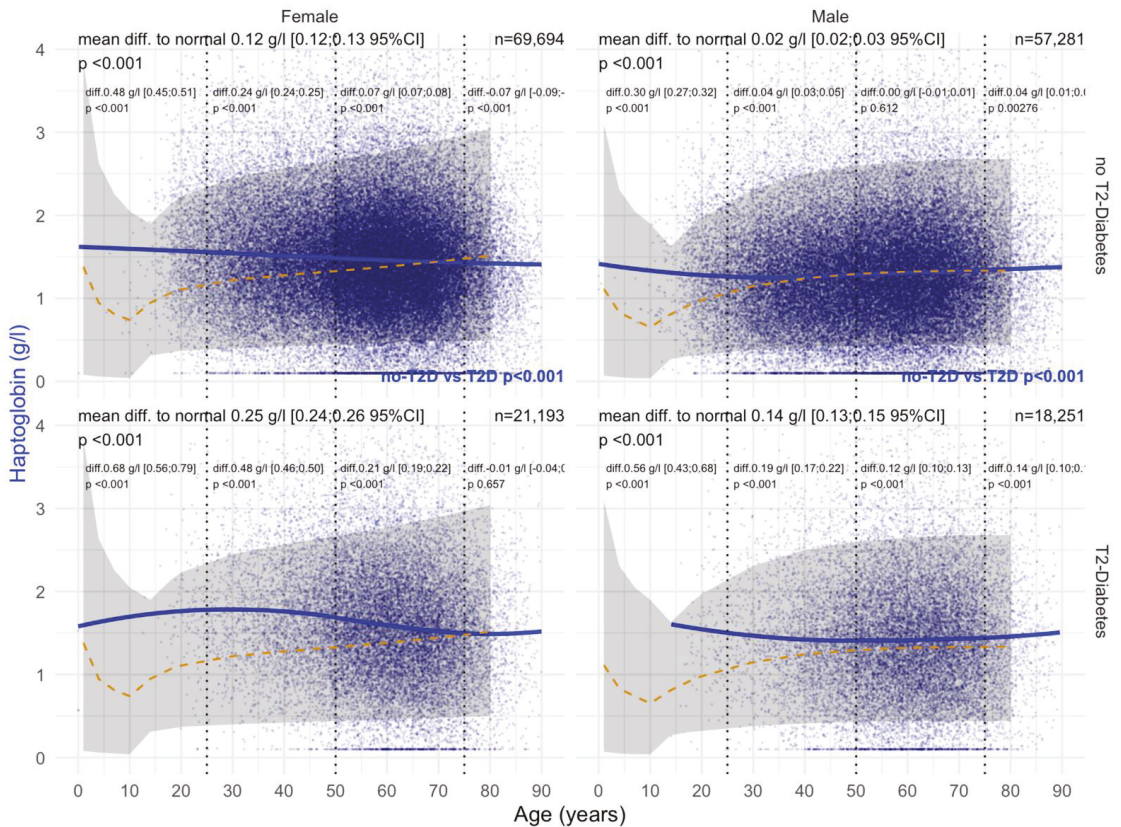 Female
Male
mean diff. to normal 0.12 g/l [0.12;0.13 95%CI] n=69,694
p <0.001
diff.0.48 g/l [0.45;0.51] diff.0.24 g/l [0.24;0.25] diff.0.07 g/l [0.07;0.08] diff.-0.07 g/l [-0.09;-
p <0.001 p <0.001 p <0.001 p <0.001
mean diff. to normal 0.02 g/l [0.02;0.03 95%CI] n=57,281
p <0.001
diff.0.30 g/l [0.27;0.32] diff.0.04 g/l [0.03;0.05] diff.0.00 g/l [-0.01;0.01] diff.0.04 g/l [0.01;0.
p <0.001 p <0.001 p 0.612 p 0.00276
4
3
2
1
0
no-T2D vs T2D p<0.001
no-T2D vs T2D p<0.001
no T2-Diabetes
Haptoglobin (g/l)
mean diff. to normal 0.25 g/l [0.24;0.26 95%CI] n=21,193
p <0.001
diff.0.68 g/l [0.56;0.79] diff.0.48 g/l [0.46;0.50] diff.0.21 g/l [0.19;0.22] diff.-0.01 g/l [-0.04;
p <0.001 p <0.001 p <0.001 p 0.657
mean diff. to normal 0.14 g/l [0.13;0.15 95%CI] n=18,251
p <0.001
diff.0.56 g/l [0.43;0.68] diff.0.19 g/l [0.17;0.22] diff.0.12 g/l [0.10;0.13] diff.0.14 g/l [0.10;0.
p <0.001 p <0.001 p <0.001 p <0.001
4
3
2
1
0
T2-Diabetes
0 10 20 30 40 50 60 70 80 90
0 10 20 30 40 50 60 70 80 90
Age (years)